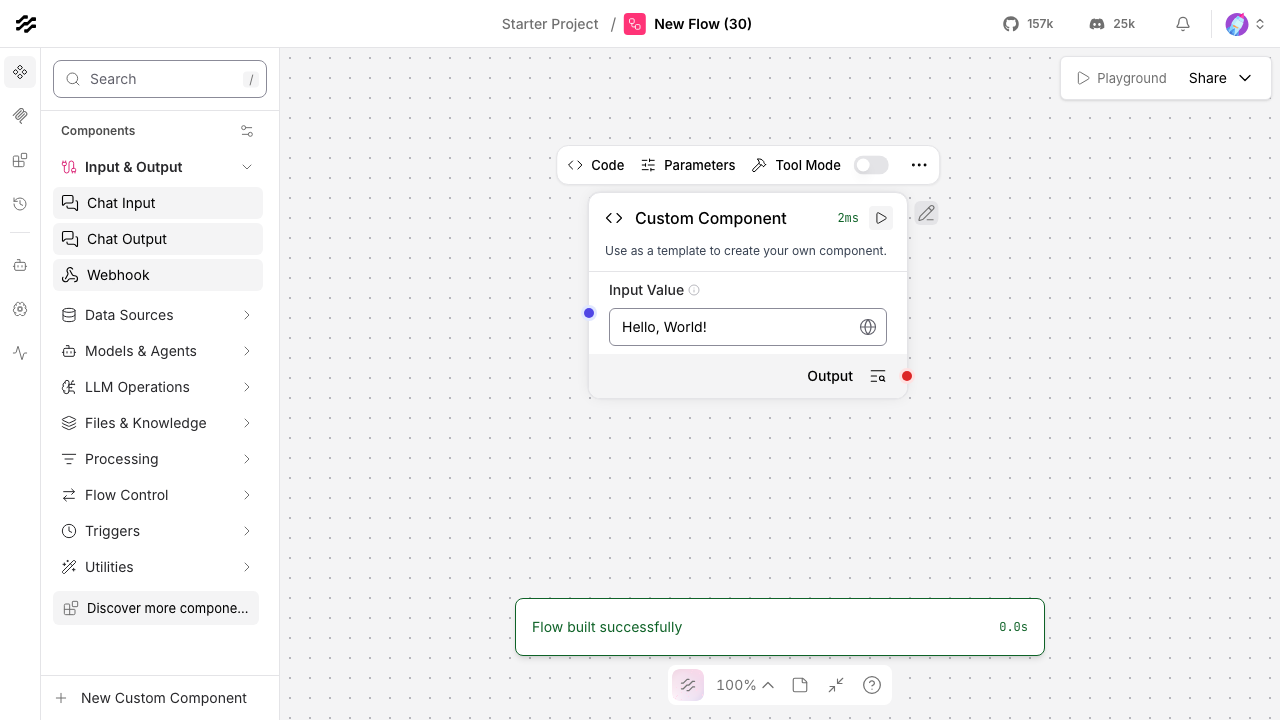 Starter Project / New Flow (30)
157k
25k
Search /
Playground
Share
Components
Input & Output
Chat Input
Chat Output
Webhook
Data Sources
Models & Agents
LLM Operations
Files & Knowledge
Processing
Flow Control
Triggers
Utilities
Discover more compone...
New Custom Component
Code
Parameters
Tool Mode
Custom Component
2ms
Use as a template to create your own component.
Input Value
Hello, World!
Output
Flow built successfully
0.0s
100%